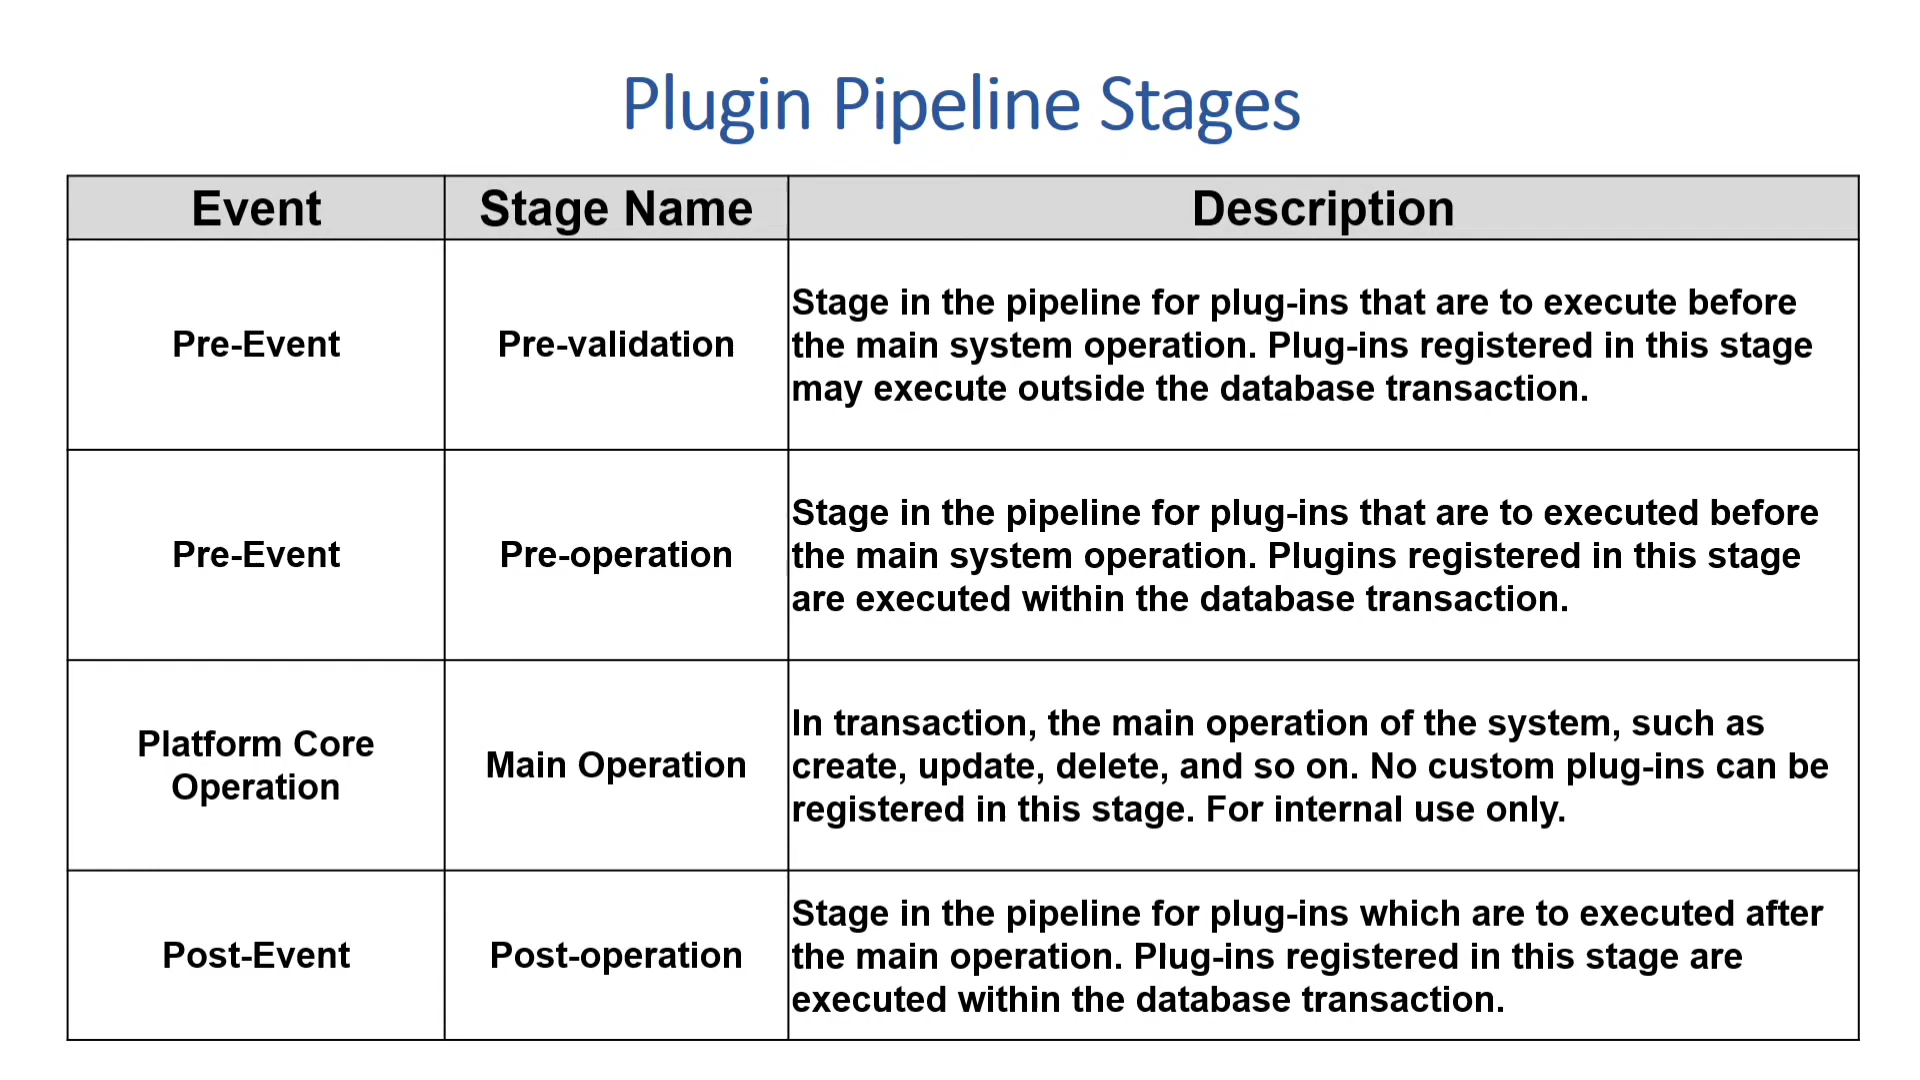 Plugin Pipeline Stages
Event Stage Name Description
Pre-Event Pre-validation
Stage in the pipeline for plug-ins that are to execute before
the main system operation. Plug-ins registered in this stage
may execute outside the database transaction.
Pre-Event Pre-operation
Stage in the pipeline for plug-ins that are to executed before
the main system operation. Plugins registered in this stage
are executed within the database transaction.
Platform Core
Operation
Main Operation
In transaction, the main operation of the system, such as
create, update, delete, and so on. No custom plug-ins can be
registered in this stage. For internal use only.
Post-Event Post-operation
Stage in the pipeline for plug-ins which are to executed after
the main operation. Plug-ins registered in this stage are
executed within the database transaction.